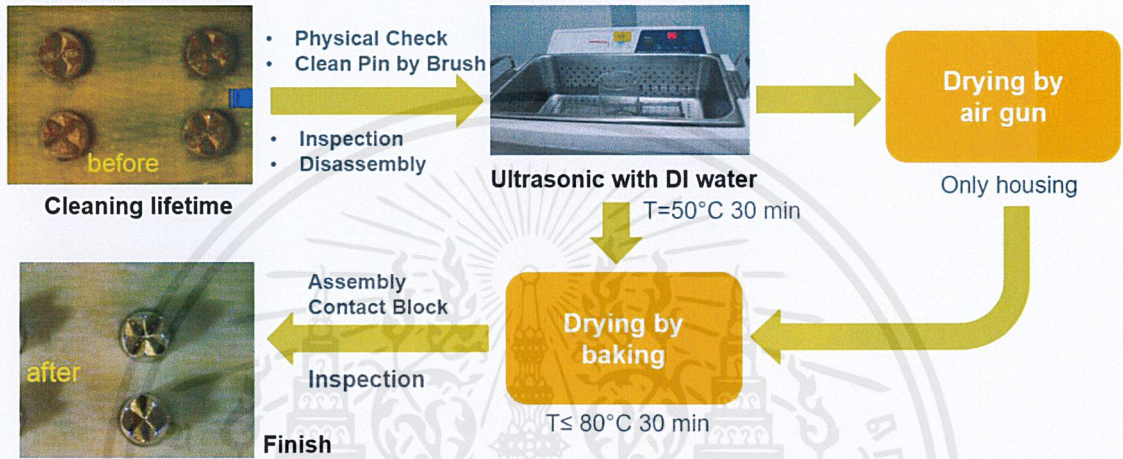 before
Cleaning lifetime
• Physical Check
• Clean Pin by Brush
• Inspection
• Disassembly
Ultrasonic with DI water
T=50°C 30 min
Drying by
air gun
Only housing
Drying by
baking
T≤ 80°C 30 min
Assembly
Contact Block
Inspection
after
Finish